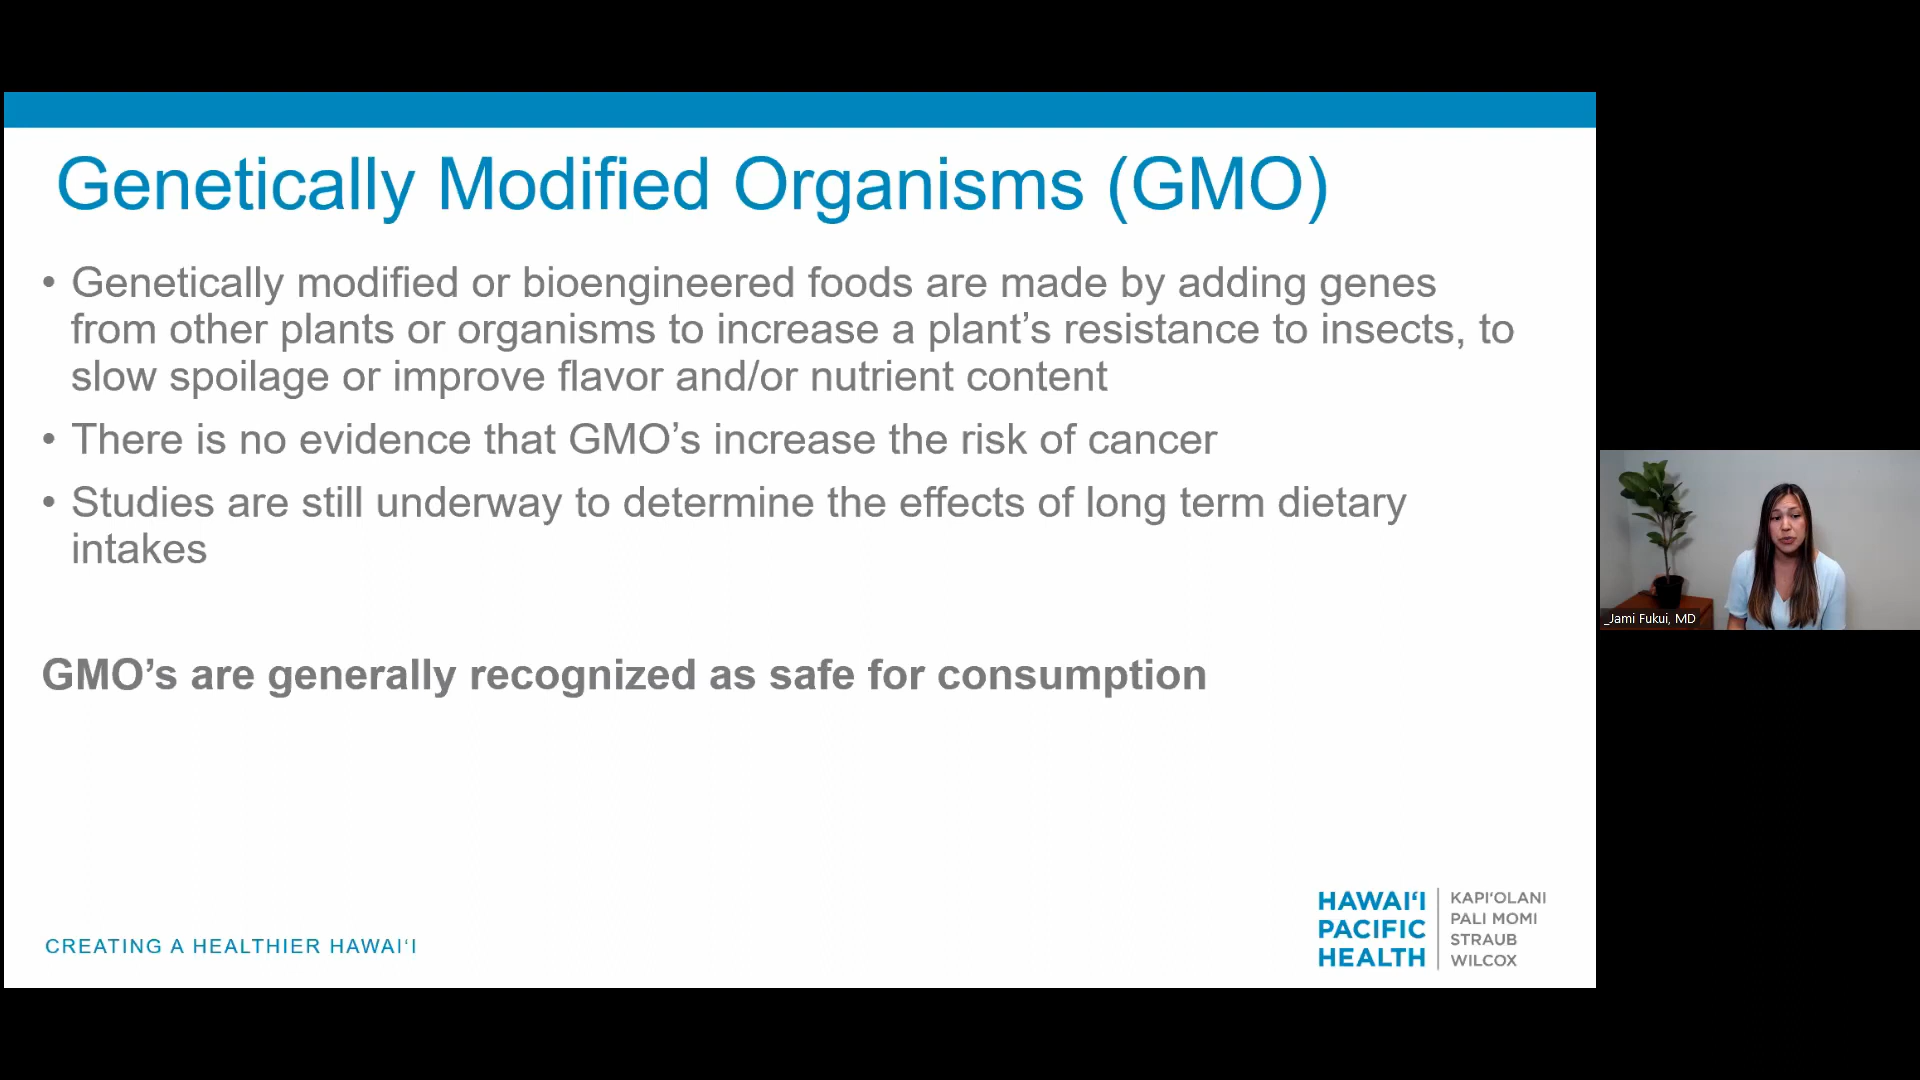 Genetically Modified Organisms (GMO)
• Genetically modified or bioengineered foods are made by adding genes
from other plants or organisms to increase a plant’s resistance to insects, to
slow spoilage or improve flavor and/or nutrient content
• There is no evidence that GMO’s increase the risk of cancer
• Studies are still underway to determine the effects of long term dietary
intakes
GMO’s are generally recognized as safe for consumption
_Jami Fukui, MD
CREATING A HEALTHIER HAWAI‘I
HAWAI‘I
PACIFIC
HEALTH
KAPI‘OLANI
PALI MOMI
STRAUB
WILCOX